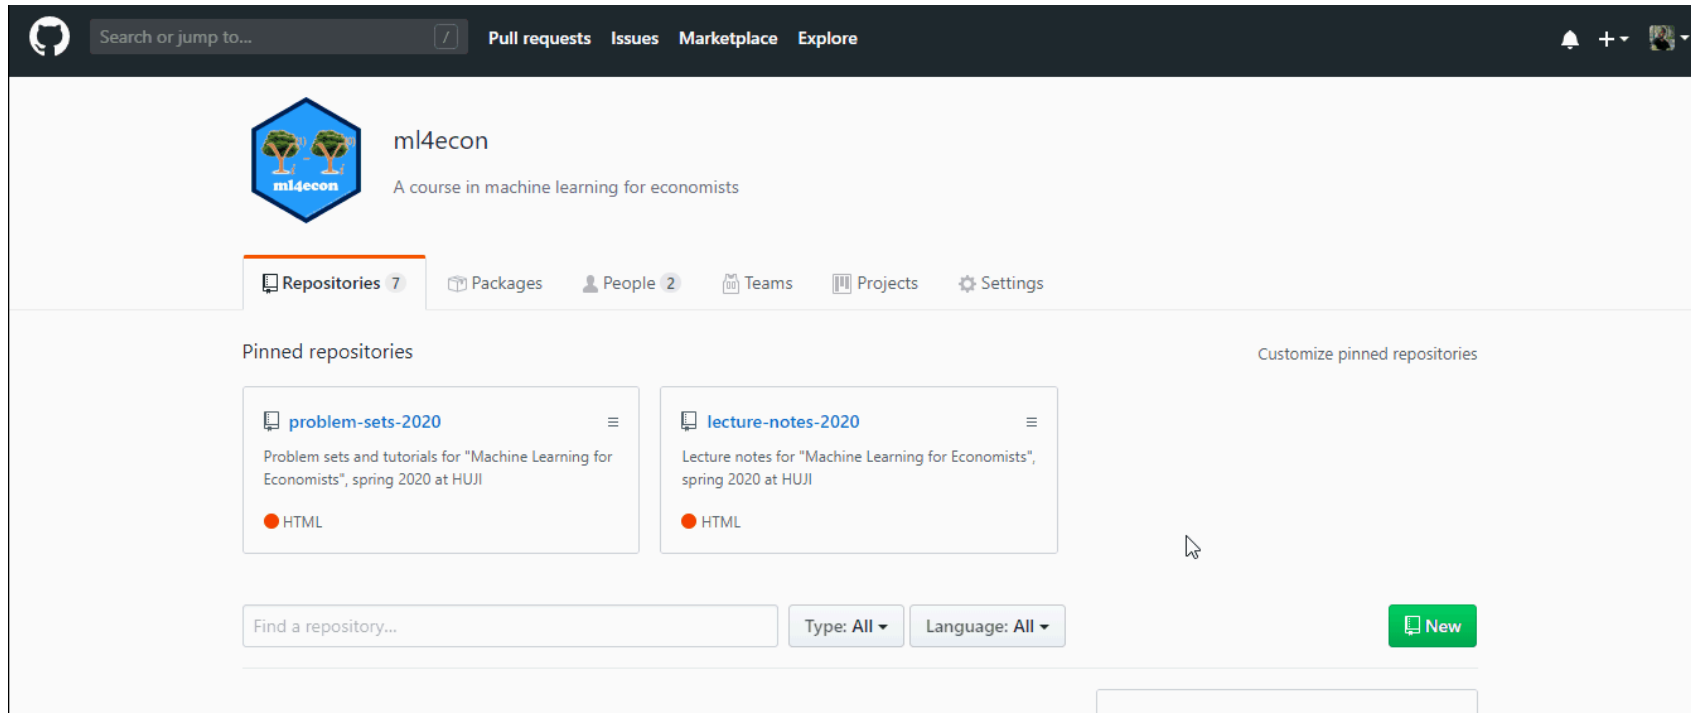 Search or jump to... / Pull requests Issues Marketplace Explore
ml4econ
ml4econ
A course in machine learning for economists
Repositories 7 Packages People 2 Teams Projects Settings
Pinned repositories Customize pinned repositories
problem-sets-2020
Problem sets and tutorials for "Machine Learning for
Economists", spring 2020 at HUJI
HTML
lecture-notes-2020
Lecture notes for "Machine Learning for Economists",
spring 2020 at HUJI
HTML
Find a repository... Type: All Language: All New